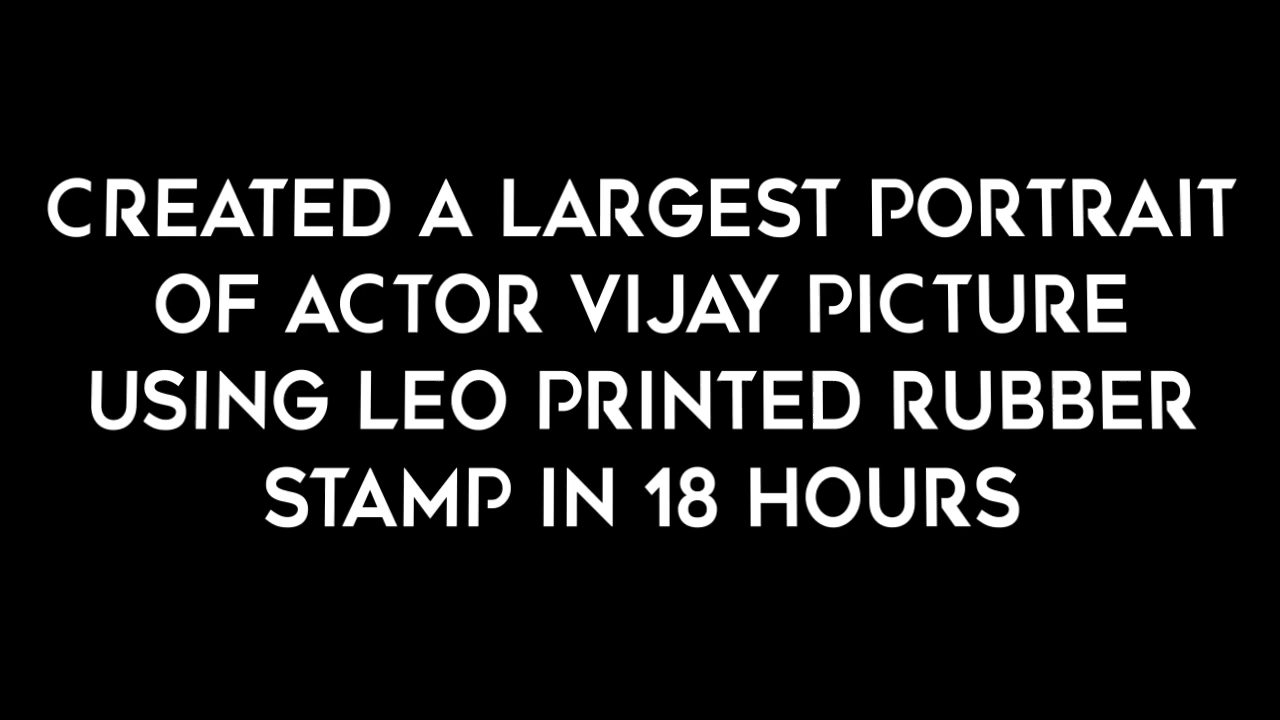 CREATED A LARGEST PORTRAIT
OF ACTOR VIJAY PICTURE
USING LEO PRINTED RUBBER
STAMP IN 18 HOURS